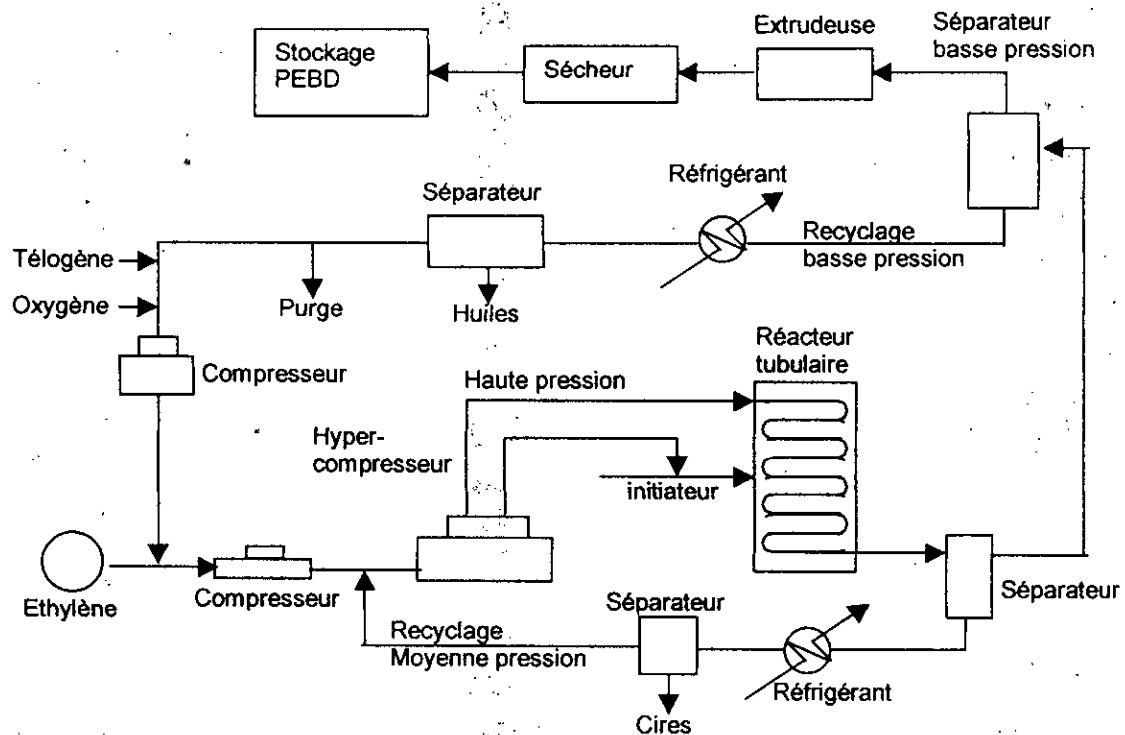 Extrudeuse
Séparateur
basse pression
Stockage
PEBD
Sécheur
Séparateur
Réfrigérant
Recyclage
basse pression
Télogène
Oxygène
Purge
Huiles
Compresseur
Haute pression
Réacteur
tubulaire
Hyper-
compresseur
initiateur
Ethylène
Compresseur
Séparateur
Séparateur
Recyclage
Moyenne pression
Réfrigérant
Cires